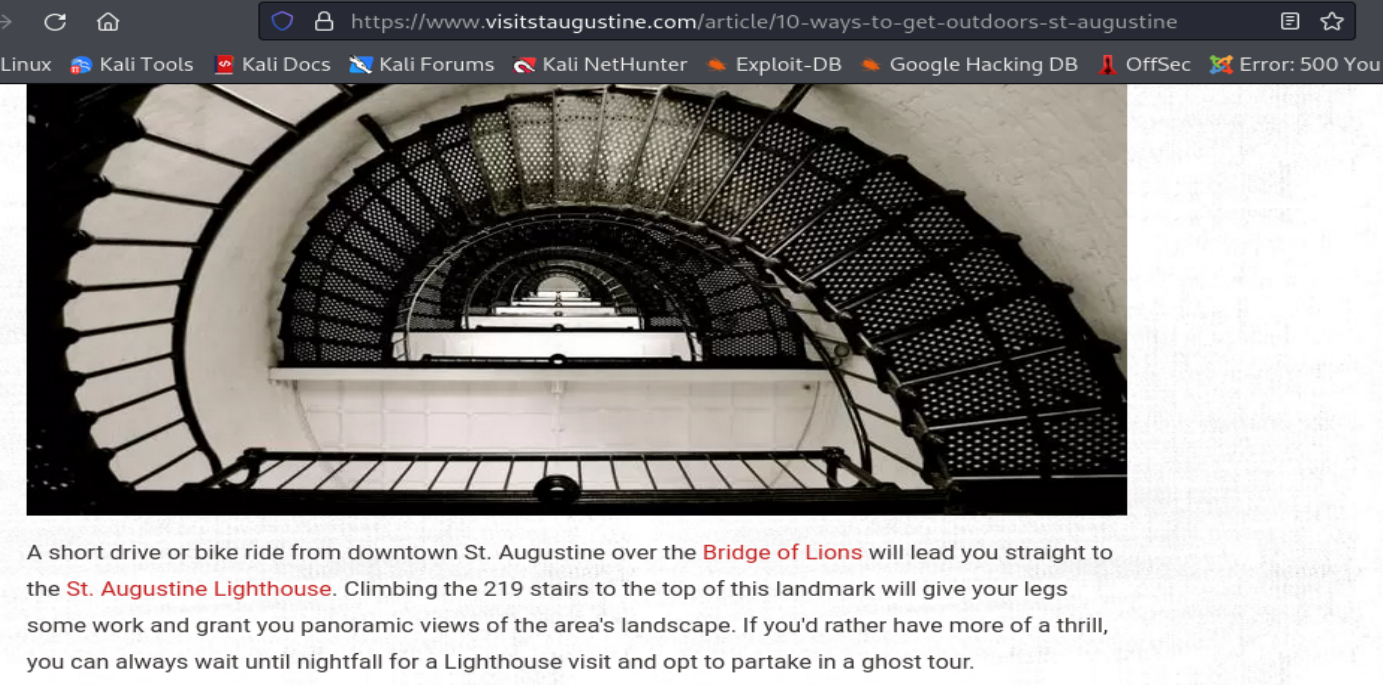 https://www.visitstaugustine.com/article/10-ways-to-get-outdoors-st-augustine
Linux Kali Tools Kali Docs Kali Forums Kali NetHunter Exploit-DB Google Hacking DB OffSec Error: 500 You
A short drive or bike ride from downtown St. Augustine over the Bridge of Lions will lead you straight to
the St. Augustine Lighthouse. Climbing the 219 stairs to the top of this landmark will give your legs
some work and grant you panoramic views of the area's landscape. If you'd rather have more of a thrill,
you can always wait until nightfall for a Lighthouse visit and opt to partake in a ghost tour.